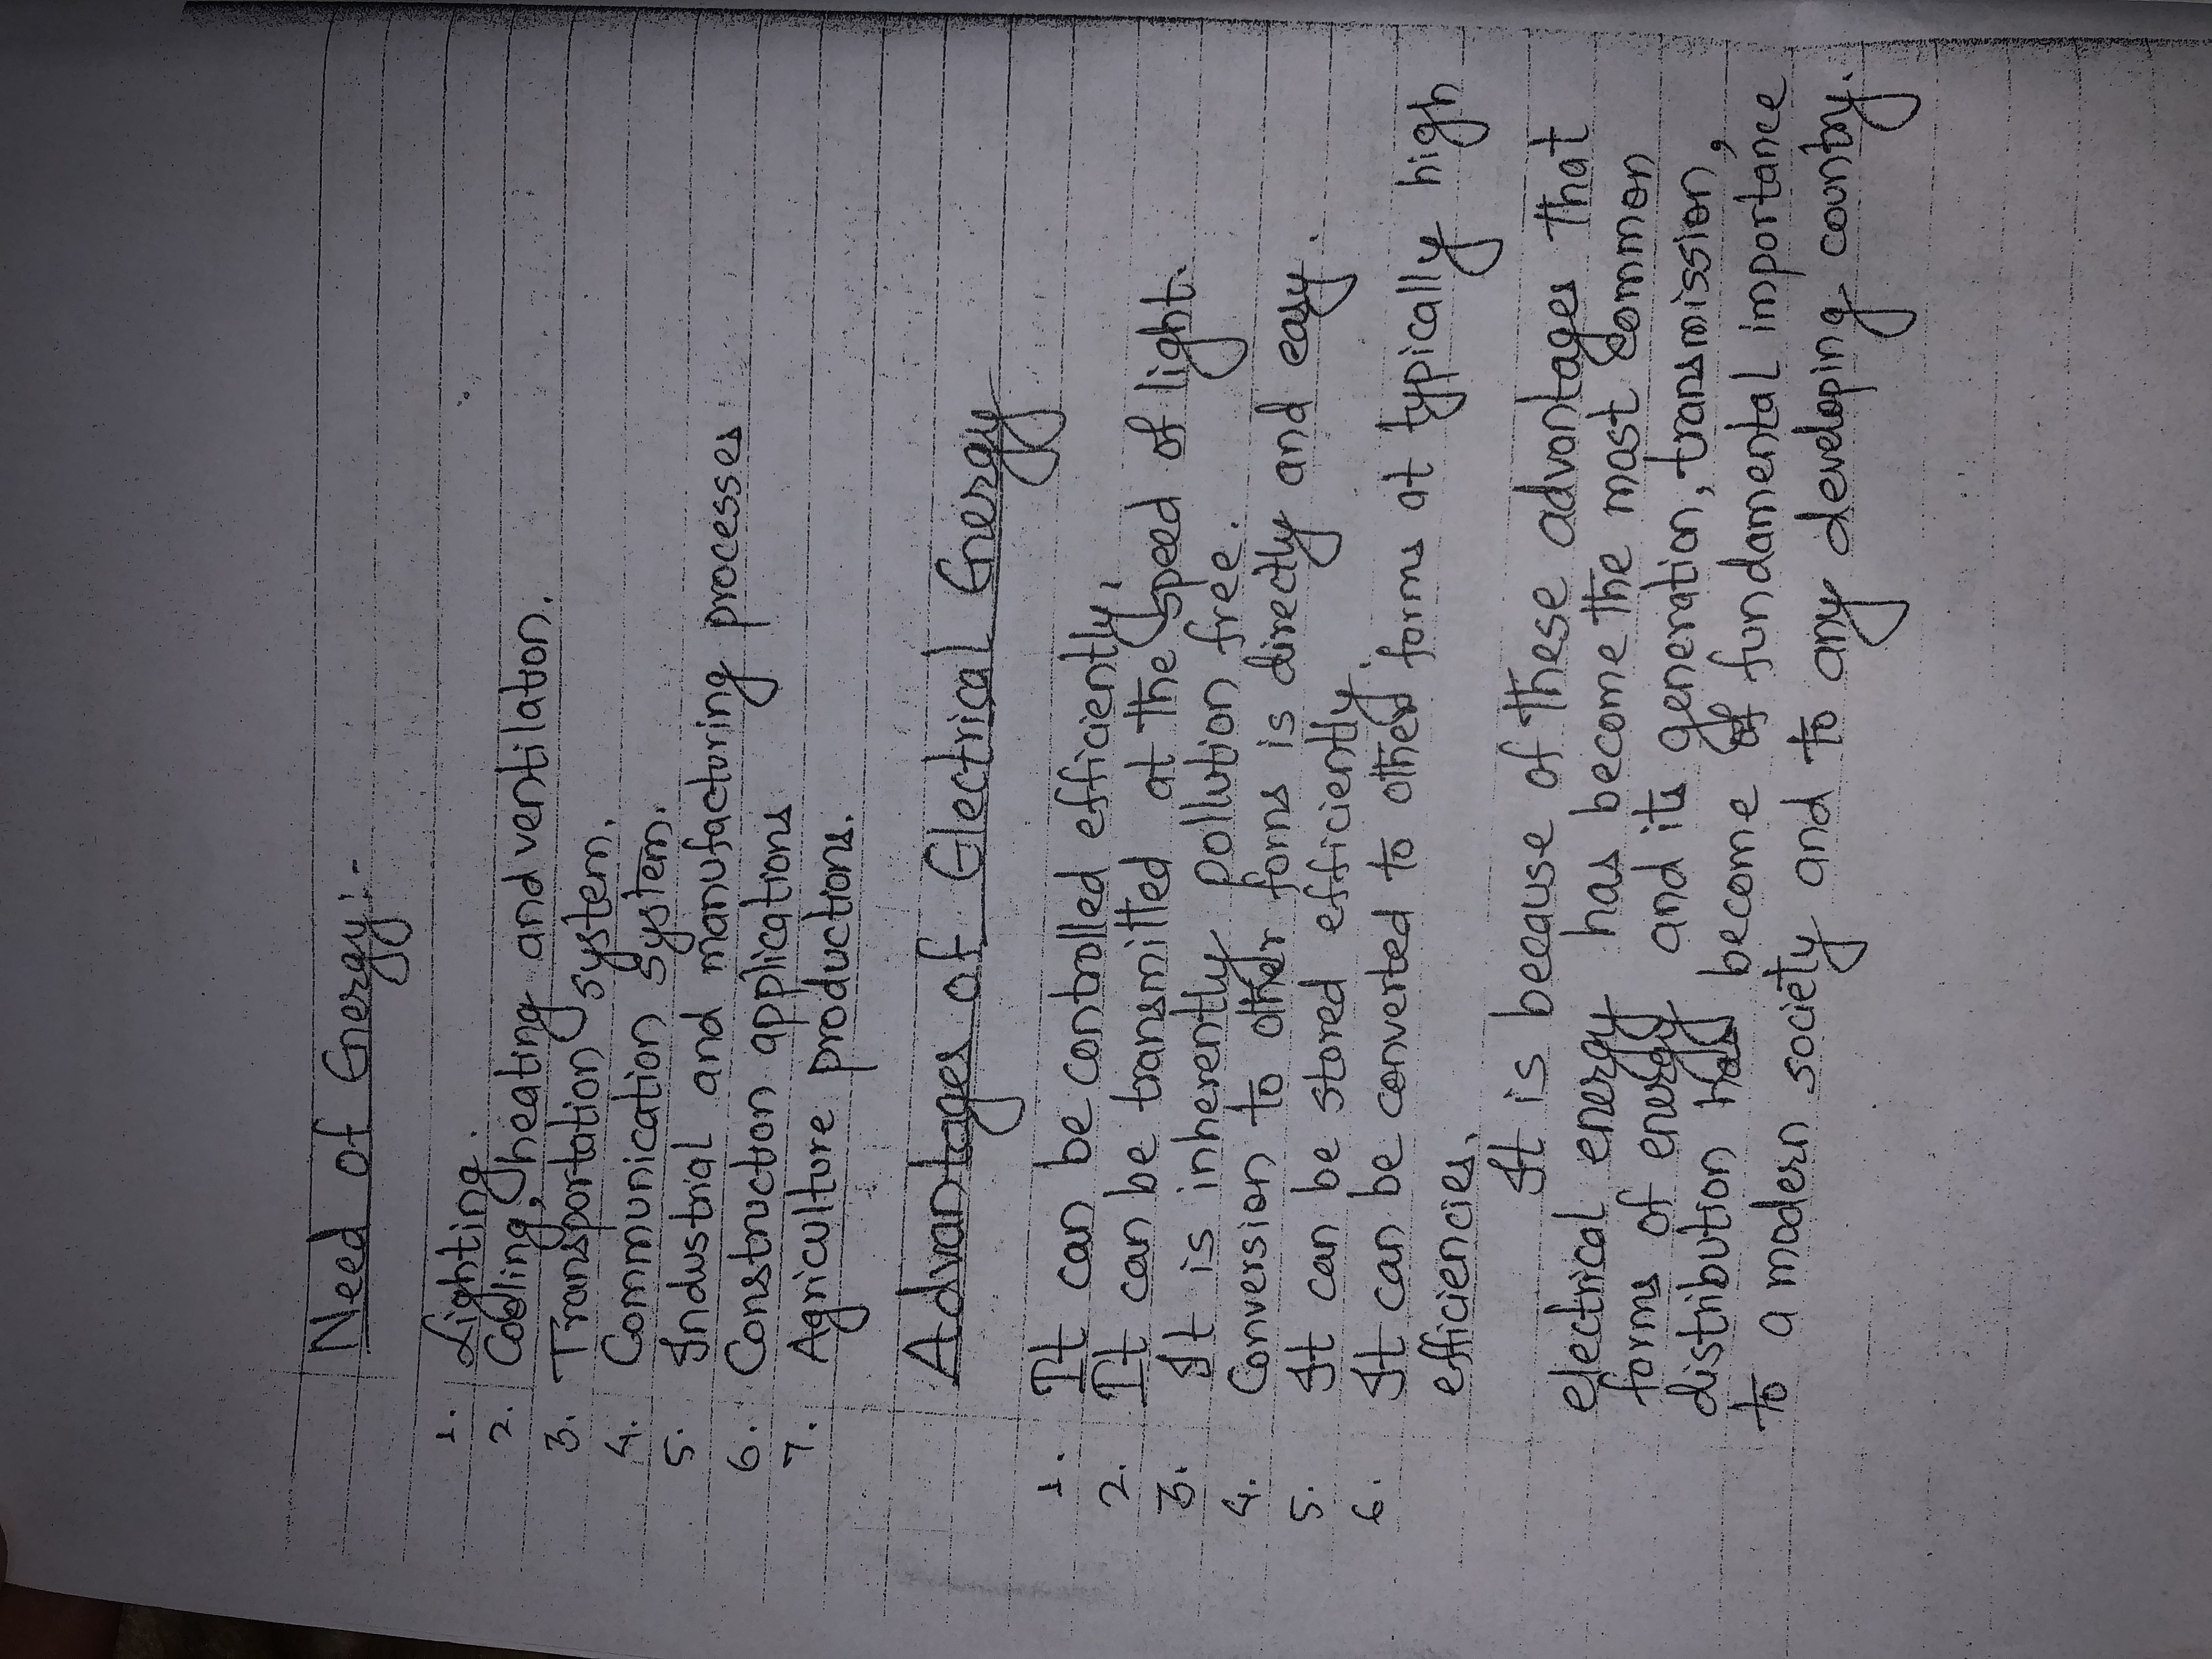 Need of Energy:-
1. Lighting.
2. Cooling, heating and ventilation.
3. Transportation system.
4. Communication system.
5. Industrial and manufacturing processes
6. Construction applications
7. Agriculture productions.
Advantages of Electrical Energy
1. It can be controlled efficiently.
2. It can be transmitted at the speed of light.
3. It is inherently pollution free.
4. Conversion to other forms is directly and easy.
5. It can be stored efficiently.
6. It can be converted to other forms at typically high
efficiencies.
It is because of these advantages that
electrical energy has become the most common
forms of energy and its generation, transmission,
distribution has become of fundamental importance
to a modern society and to any developing country.